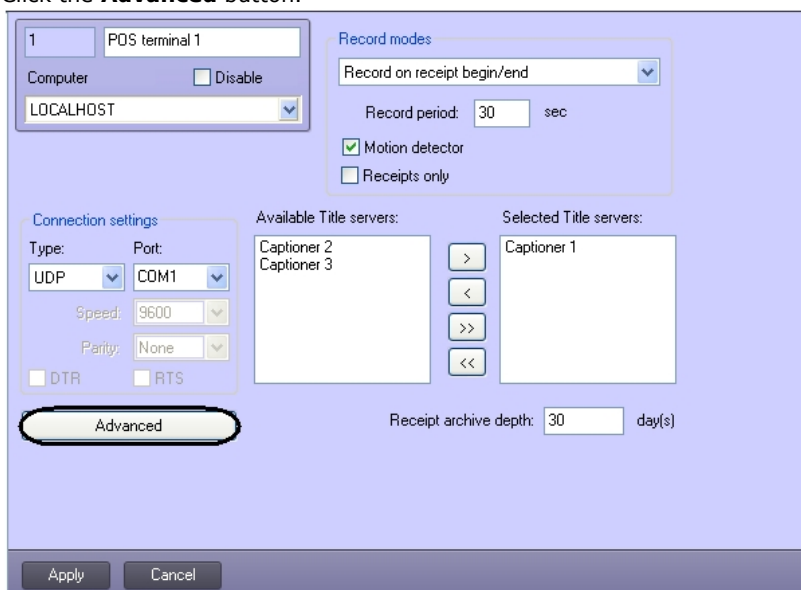 Click the Advanced button.
1 POS terminal 1
Computer Disable
LOCALHOST
Record modes
Record on receipt begin/end
Record period: 30 sec
Motion detector
Receipts only
Connection settings
Type: Port:
UDP COM1
Speed: 9600
Parity: None
DTR RTS
Available Title servers:
Captioner 2
Captioner 3
>
<
>>
<<
Selected Title servers:
Captioner 1
Advanced
Receipt archive depth: 30 day(s)
Apply Cancel